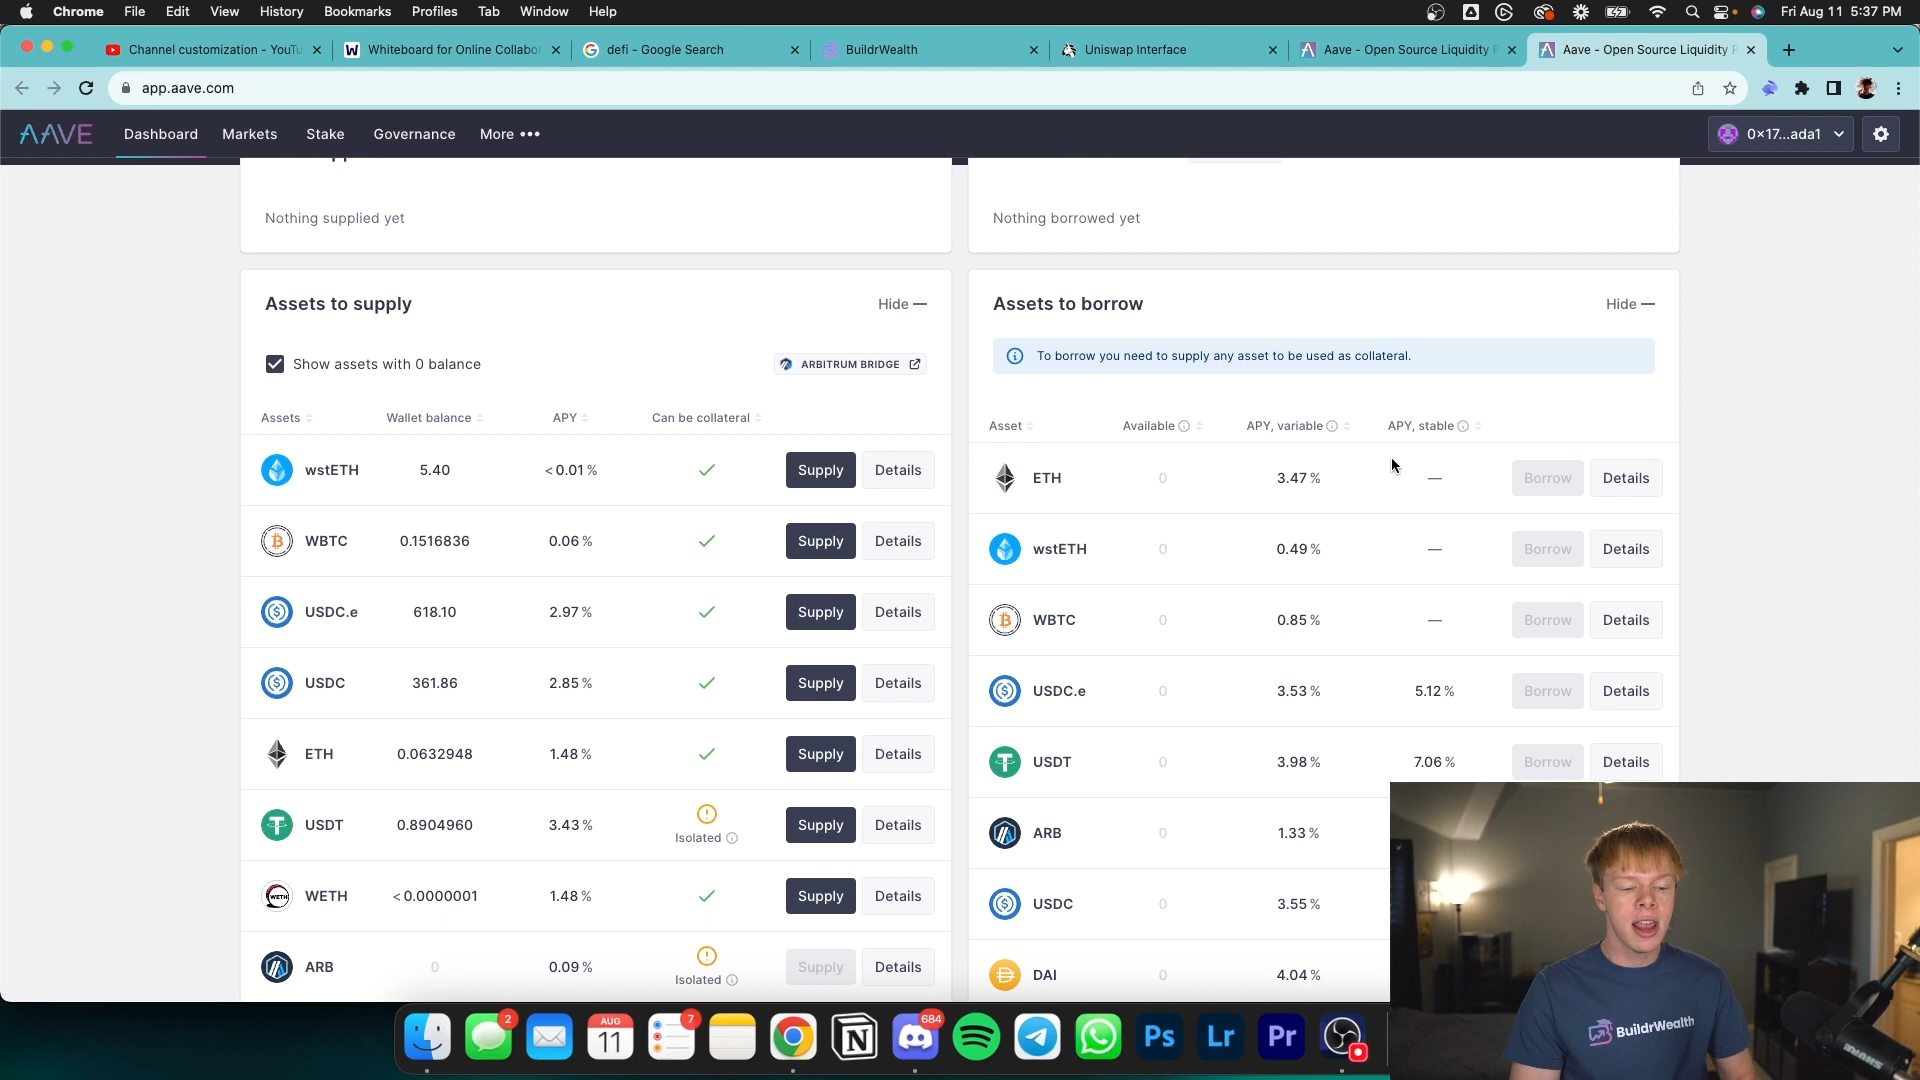 Chrome File Edit View History Bookmarks Profiles Tab Window Help
Fri Aug 11 5:37 PM
Channel customization - YouTu
Whiteboard for Online Collabor
defi - Google Search
BuildrWealth
Uniswap Interface
Aave - Open Source Liquidity P
Aave - Open Source Liquidity P
app.aave.com
AAVE Dashboard Markets Stake Governance More
0×17...ada1
Nothing supplied yet
Nothing borrowed yet
Assets to supply
Hide —
Show assets with 0 balance
ARBITRUM BRIDGE
Assets Wallet balance APY Can be collateral
wstETH 5.40 <0.01 % Supply Details
WBTC 0.1516836 0.06 % Supply Details
USDC.e 618.10 2.97 % Supply Details
USDC 361.86 2.85 % Supply Details
ETH 0.0632948 1.48 % Supply Details
USDT 0.8904960 3.43 % Isolated Supply Details
WETH <0.0000001 1.48 % Supply Details
ARB 0 0.09 % Isolated Supply Details
Assets to borrow
Hide —
To borrow you need to supply any asset to be used as collateral.
Asset Available APY, variable APY, stable
ETH 0 3.47 % — Borrow Details
wstETH 0 0.49 % — Borrow Details
WBTC 0 0.85 % — Borrow Details
USDC.e 0 3.53 % 5.12 % Borrow Details
USDT 0 3.98 % 7.06 % Borrow Details
ARB 0 1.33 %
USDC 0 3.55 %
DAI 0 4.04 %
BuildrWealth
2
AUG
11
7
684
Ps
Lr
Pr